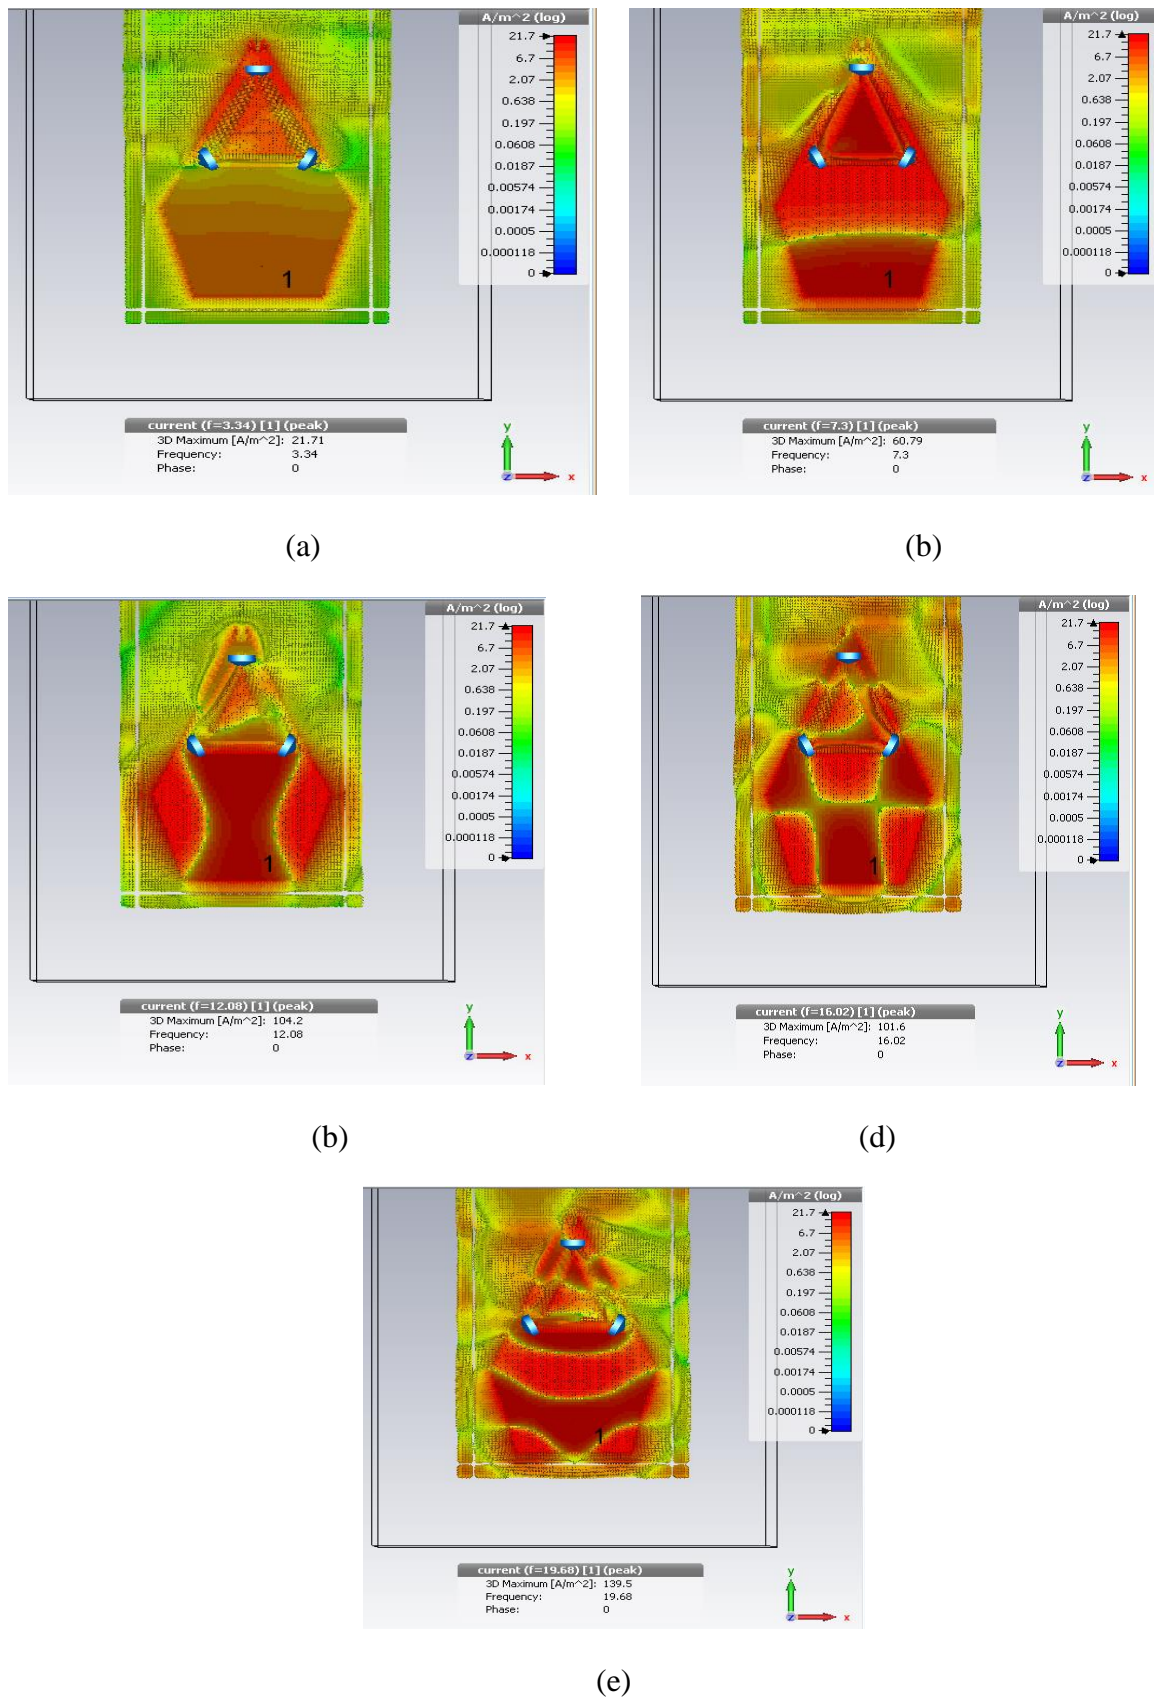 A/m^2 (log)
21.7
6.7
2.07
0.638
0.197
0.0608
0.0187
0.00574
0.00174
0.0005
0.000118
0
1
current (f=3.34) [1] (peak)
3D Maximum [A/m^2]: 21.71
Frequency: 3.34
Phase: 0
y
z
x
(a)
A/m^2 (log)
21.7
6.7
2.07
0.638
0.197
0.0608
0.0187
0.00574
0.00174
0.0005
0.000118
0
1
current (f=7.3) [1] (peak)
3D Maximum [A/m^2]: 60.79
Frequency: 7.3
Phase: 0
y
z
x
(b)
A/m^2 (log)
21.7
6.7
2.07
0.638
0.197
0.0608
0.0187
0.00574
0.00174
0.0005
0.000118
0
1
current (f=12.08) [1] (peak)
3D Maximum [A/m^2]: 104.2
Frequency: 12.08
Phase: 0
y
z
x
(b)
A/m^2 (log)
21.7
6.7
2.07
0.638
0.197
0.0608
0.0187
0.00574
0.00174
0.0005
0.000118
0
1
current (f=16.02) [1] (peak)
3D Maximum [A/m^2]: 101.6
Frequency: 16.02
Phase: 0
y
z
x
(d)
A/m^2 (log)
21.7
6.7
2.07
0.638
0.197
0.0608
0.0187
0.00574
0.00174
0.0005
0.000118
0
1
current (f=19.68) [1] (peak)
3D Maximum [A/m^2]: 139.5
Frequency: 19.68
Phase: 0
y
z
x
(e)